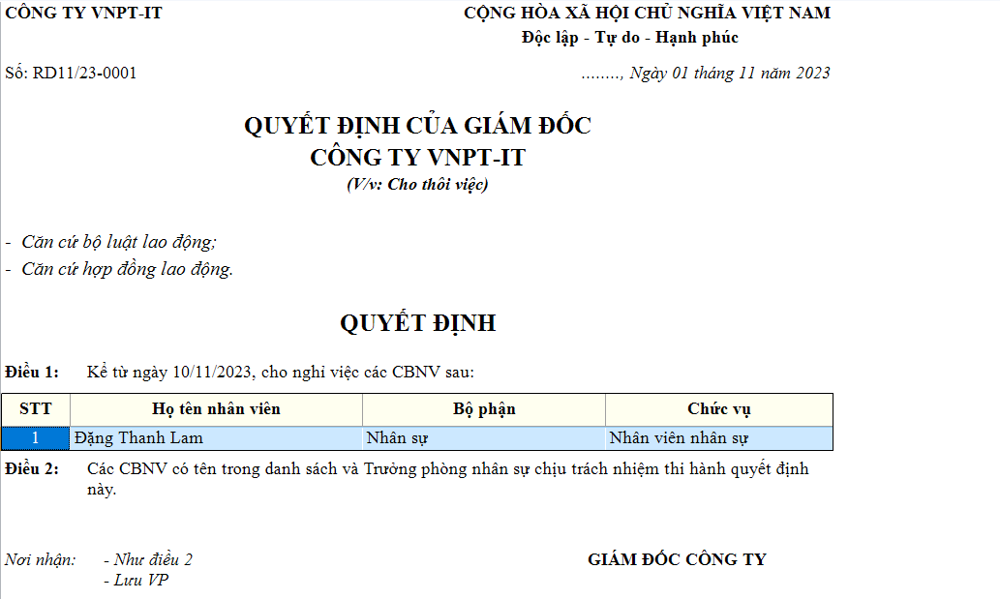 CÔNG TY VNPT-IT
CỘNG HÒA XÃ HỘI CHỦ NGHĨA VIỆT NAM
Độc lập - Tự do - Hạnh phúc
Số: RD11/23-0001
........, Ngày 01 tháng 11 năm 2023
QUYẾT ĐỊNH CỦA GIÁM ĐỐC
CÔNG TY VNPT-IT
(V/v: Cho thôi việc)
- Căn cứ bộ luật lao động;
- Căn cứ hợp đồng lao động.
QUYẾT ĐỊNH
Điều 1: Kể từ ngày 10/11/2023, cho nghỉ việc các CBNV sau:
STT Họ tên nhân viên Bộ phận Chức vụ
1 Đặng Thanh Lam Nhân sự Nhân viên nhân sự
Điều 2: Các CBNV có tên trong danh sách và Trưởng phòng nhân sự chịu trách nhiệm thi hành quyết định
này.
Nơi nhận: - Như điều 2
- Lưu VP
GIÁM ĐỐC CÔNG TY